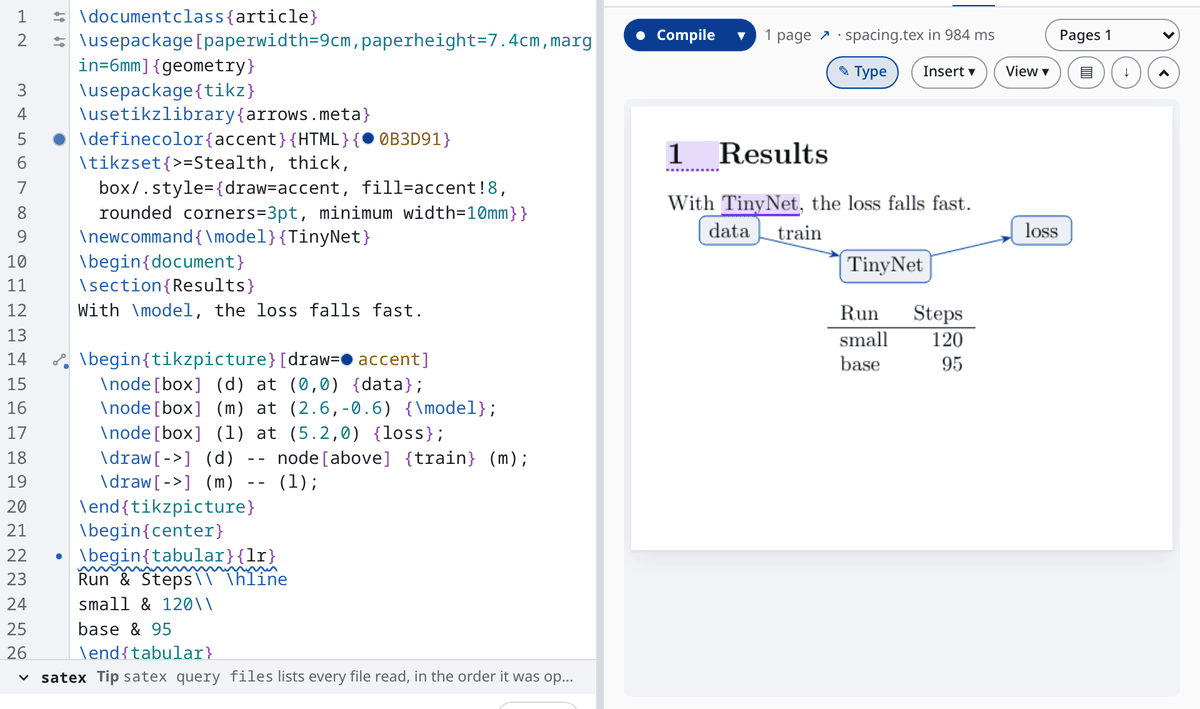 1 \documentclass{article}
2 \usepackage[paperwidth=9cm,paperheight=7.4cm,marg
in=6mm]{geometry}
3 \usepackage{tikz}
4 \usetikzlibrary{arrows.meta}
5 \definecolor{accent}{HTML}{0B3D91}
6 \tikzset{>=Stealth, thick,
7 box/.style={draw=accent, fill=accent!8,
8 rounded corners=3pt, minimum width=10mm}}
9 \newcommand{\model}{TinyNet}
10 \begin{document}
11 \section{Results}
12 With \model, the loss falls fast.
13
14 \begin{tikzpicture}[draw=accent]
15 \node[box] (d) at (0,0) {data};
16 \node[box] (m) at (2.6,-0.6) {\model};
17 \node[box] (l) at (5.2,0) {loss};
18 \draw[->] (d) -- node[above] {train} (m);
19 \draw[->] (m) -- (l);
20 \end{tikzpicture}
21 \begin{center}
22 \begin{tabular}{lr}
23 Run & Steps\\ \hline
24 small & 120\\
25 base & 95
26 \end{tabular}
satex Tip satex query files lists every file read, in the order it was op...
Compile 1 page ↗ · spacing.tex in 984 ms Pages 1
✎ Type Insert ▾ View ▾
1 Results
With TinyNet, the loss falls fast.
data train loss
TinyNet
Run Steps
small 120
base 95